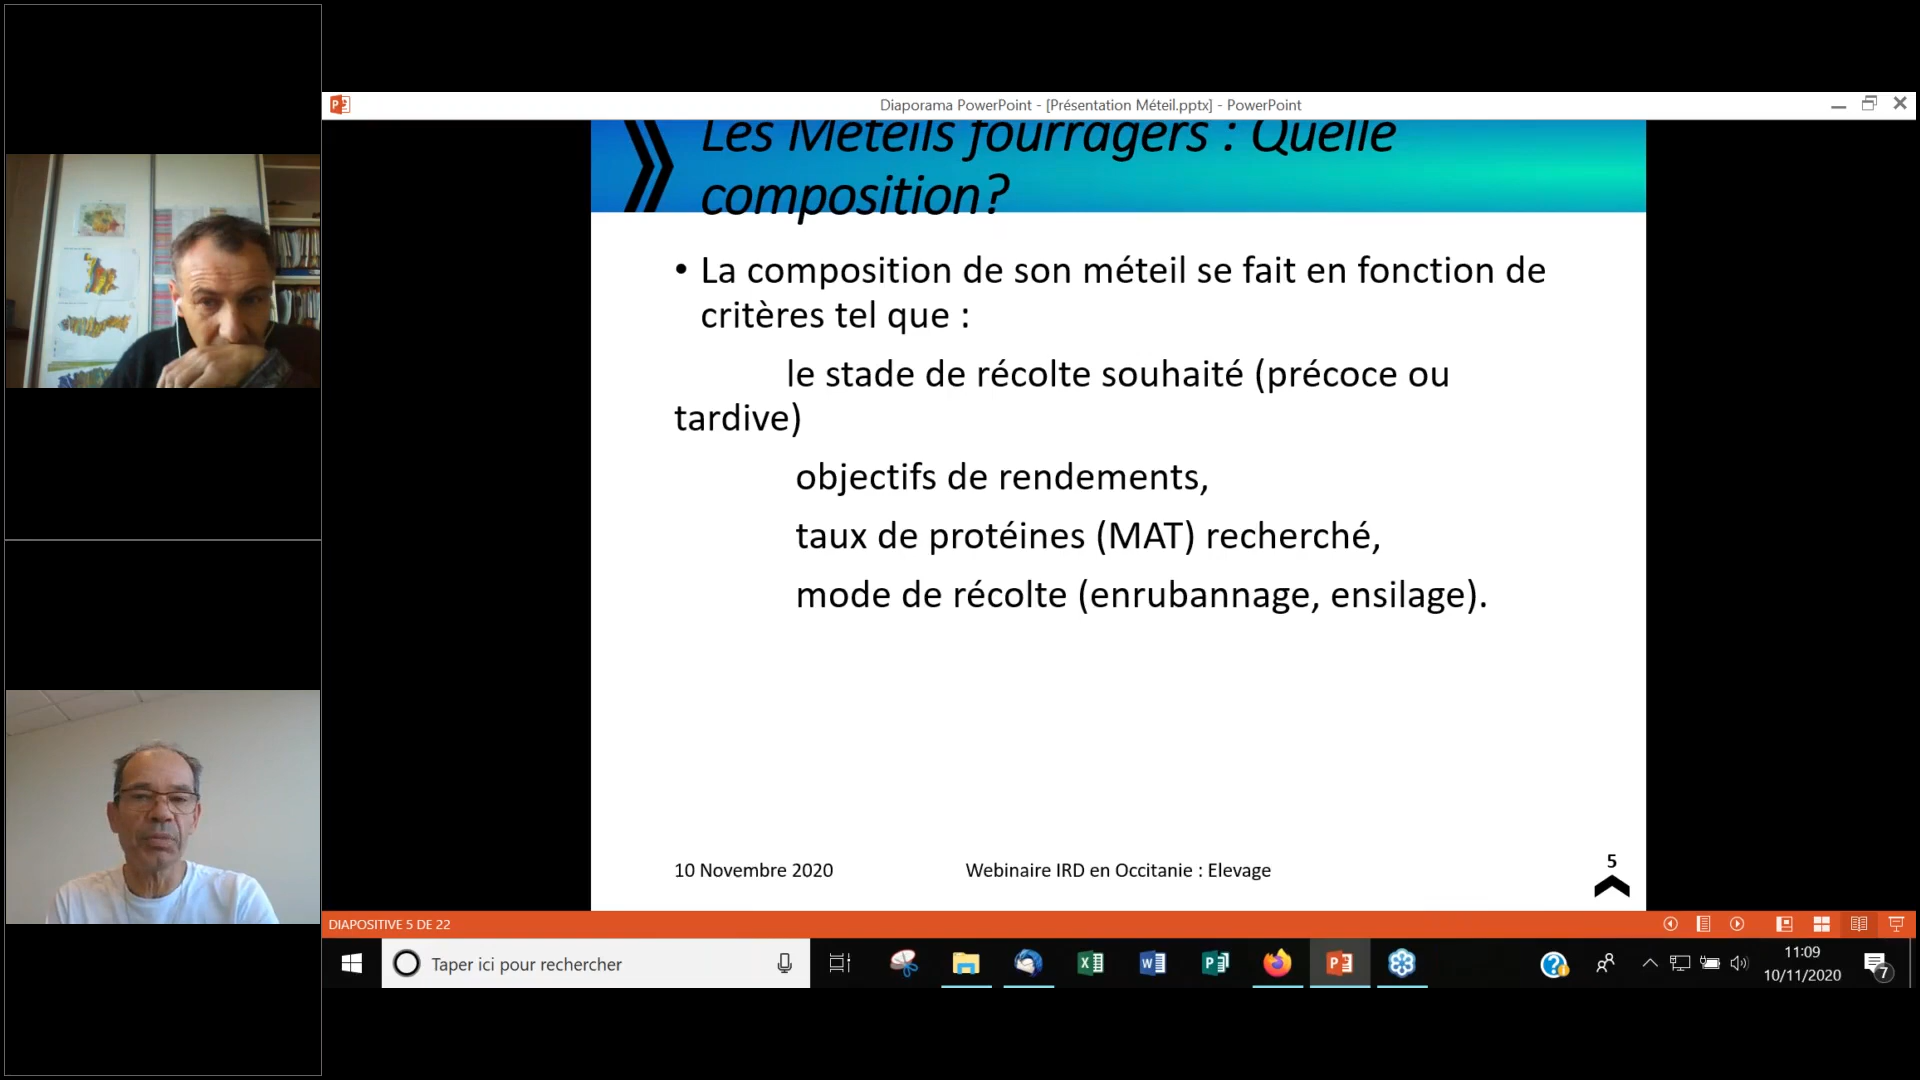 Diaporama PowerPoint - [Présentation Méteil.pptx] - PowerPoint
Les Méteils fourragers : Quelle
composition?
• La composition de son méteil se fait en fonction de
critères tel que :
le stade de récolte souhaité (précoce ou
tardive)
objectifs de rendements,
taux de protéines (MAT) recherché,
mode de récolte (enrubannage, ensilage).
10 Novembre 2020
Webinaire IRD en Occitanie : Elevage
5
DIAPOSITIVE 5 DE 22
Taper ici pour rechercher
11:09
10/11/2020
7